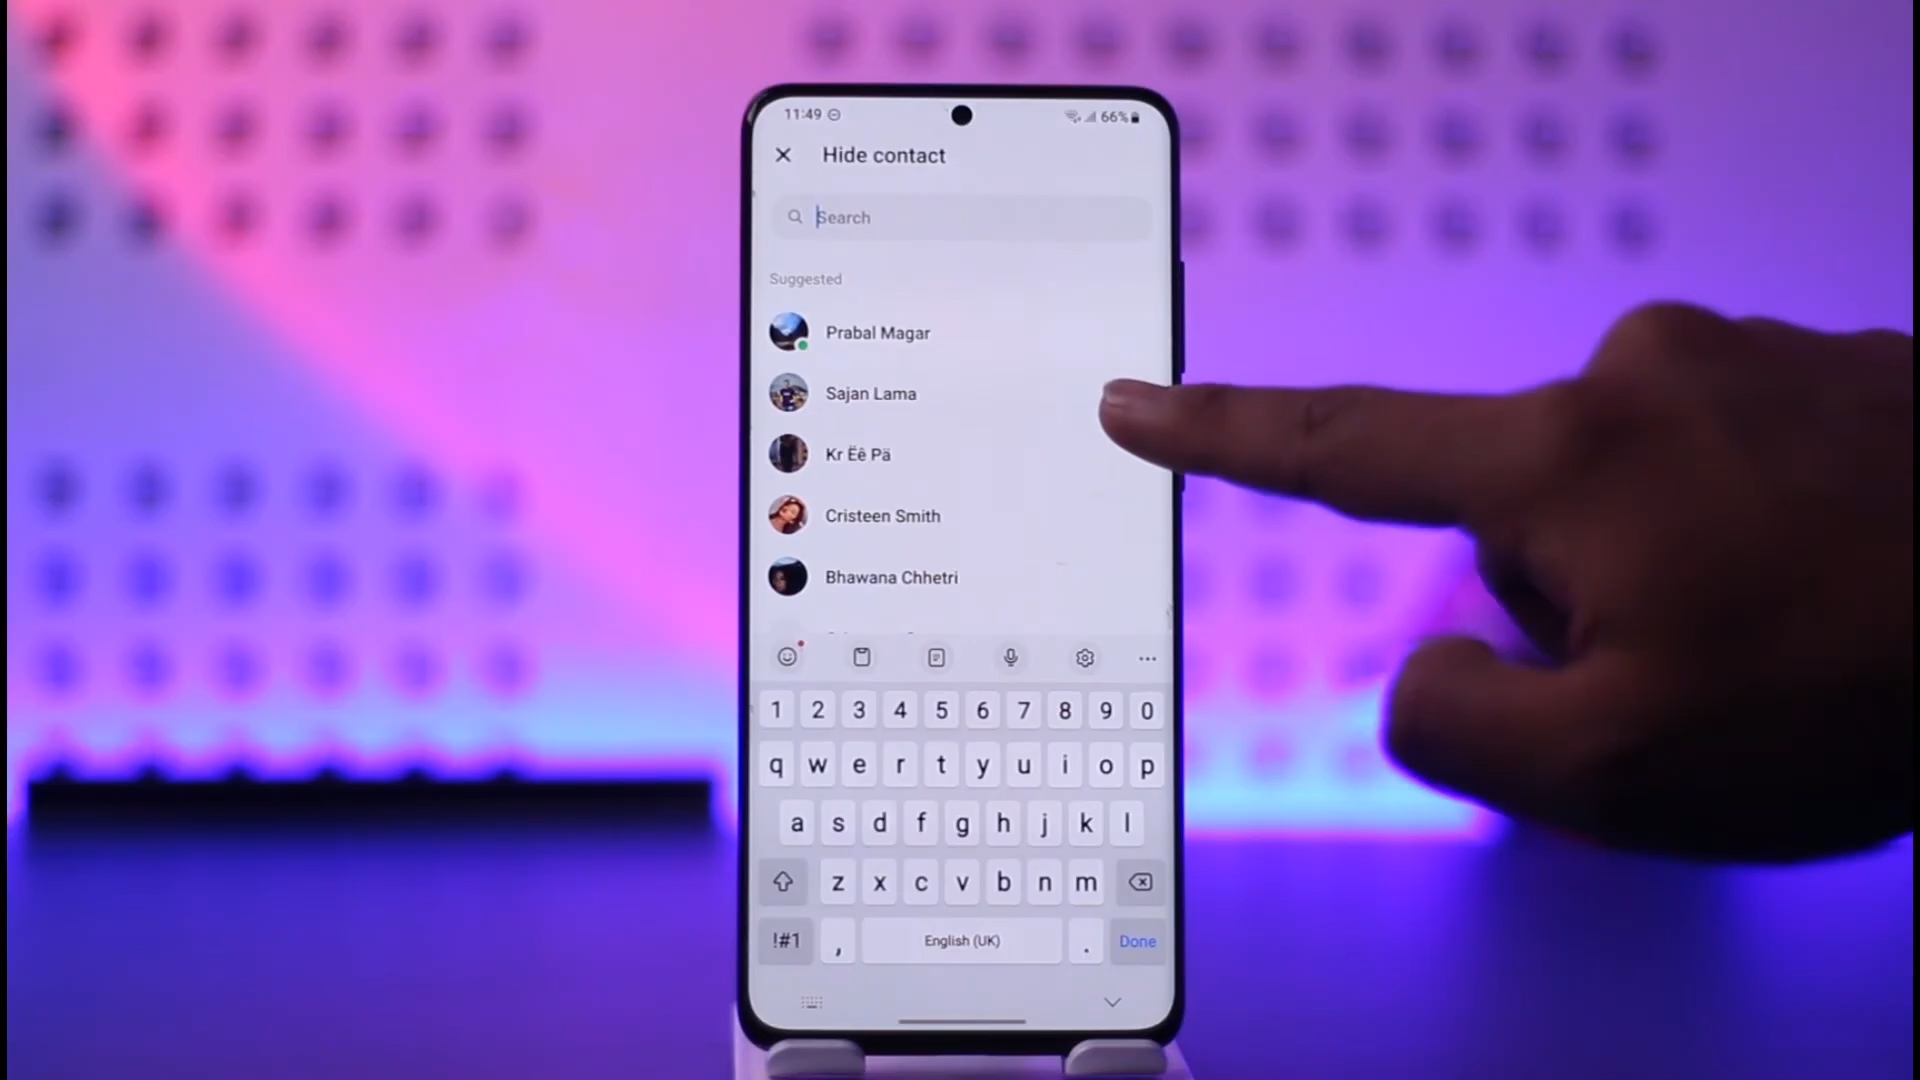 11:49
66%
Hide contact
Search
Suggested
Prabal Magar
Sajan Lama
Kr Ëê Pä
Cristeen Smith
Bhawana Chhetri
1 2 3 4 5 6 7 8 9 0
q w e r t y u i o p
a s d f g h j k l
z x c v b n m
!#1 , English (UK) . Done